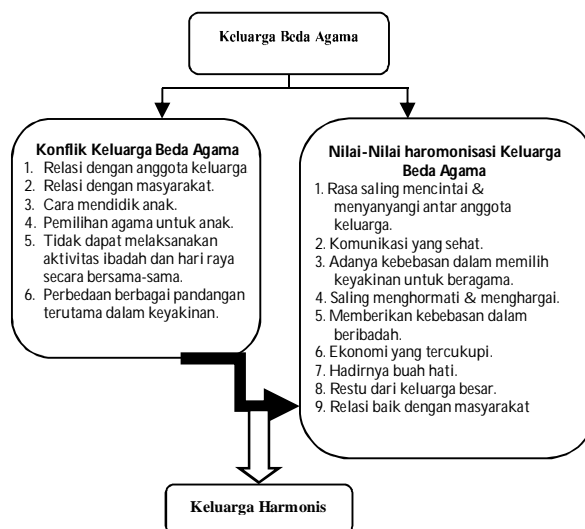 Keluarga Beda Agama
Konflik Keluarga Beda Agama
1. Relasi dengan anggota keluarga
2. Relasi dengan masyarakat.
3. Cara mendidik anak.
4. Pemilihan agama untuk anak.
5. Tidak dapat melaksanakan
aktivitas ibadah dan hari raya
secara bersama-sama.
6. Perbedaan berbagai pandangan
terutama dalam keyakinan.
Nilai-Nilai haromonisasi Keluarga
Beda Agama
1. Rasa saling mencintai &
menyanyangi antar anggota
keluarga.
2. Komunikasi yang sehat.
3. Adanya kebebasan dalam memilih
keyakinan untuk beragama.
4. Saling menghormati & menghargai.
5. Memberikan kebebasan dalam
beribadah.
6. Ekonomi yang tercukupi.
7. Hadirnya buah hati.
8. Restu dari keluarga besar.
9. Relasi baik dengan masyarakat
Keluarga Harmonis